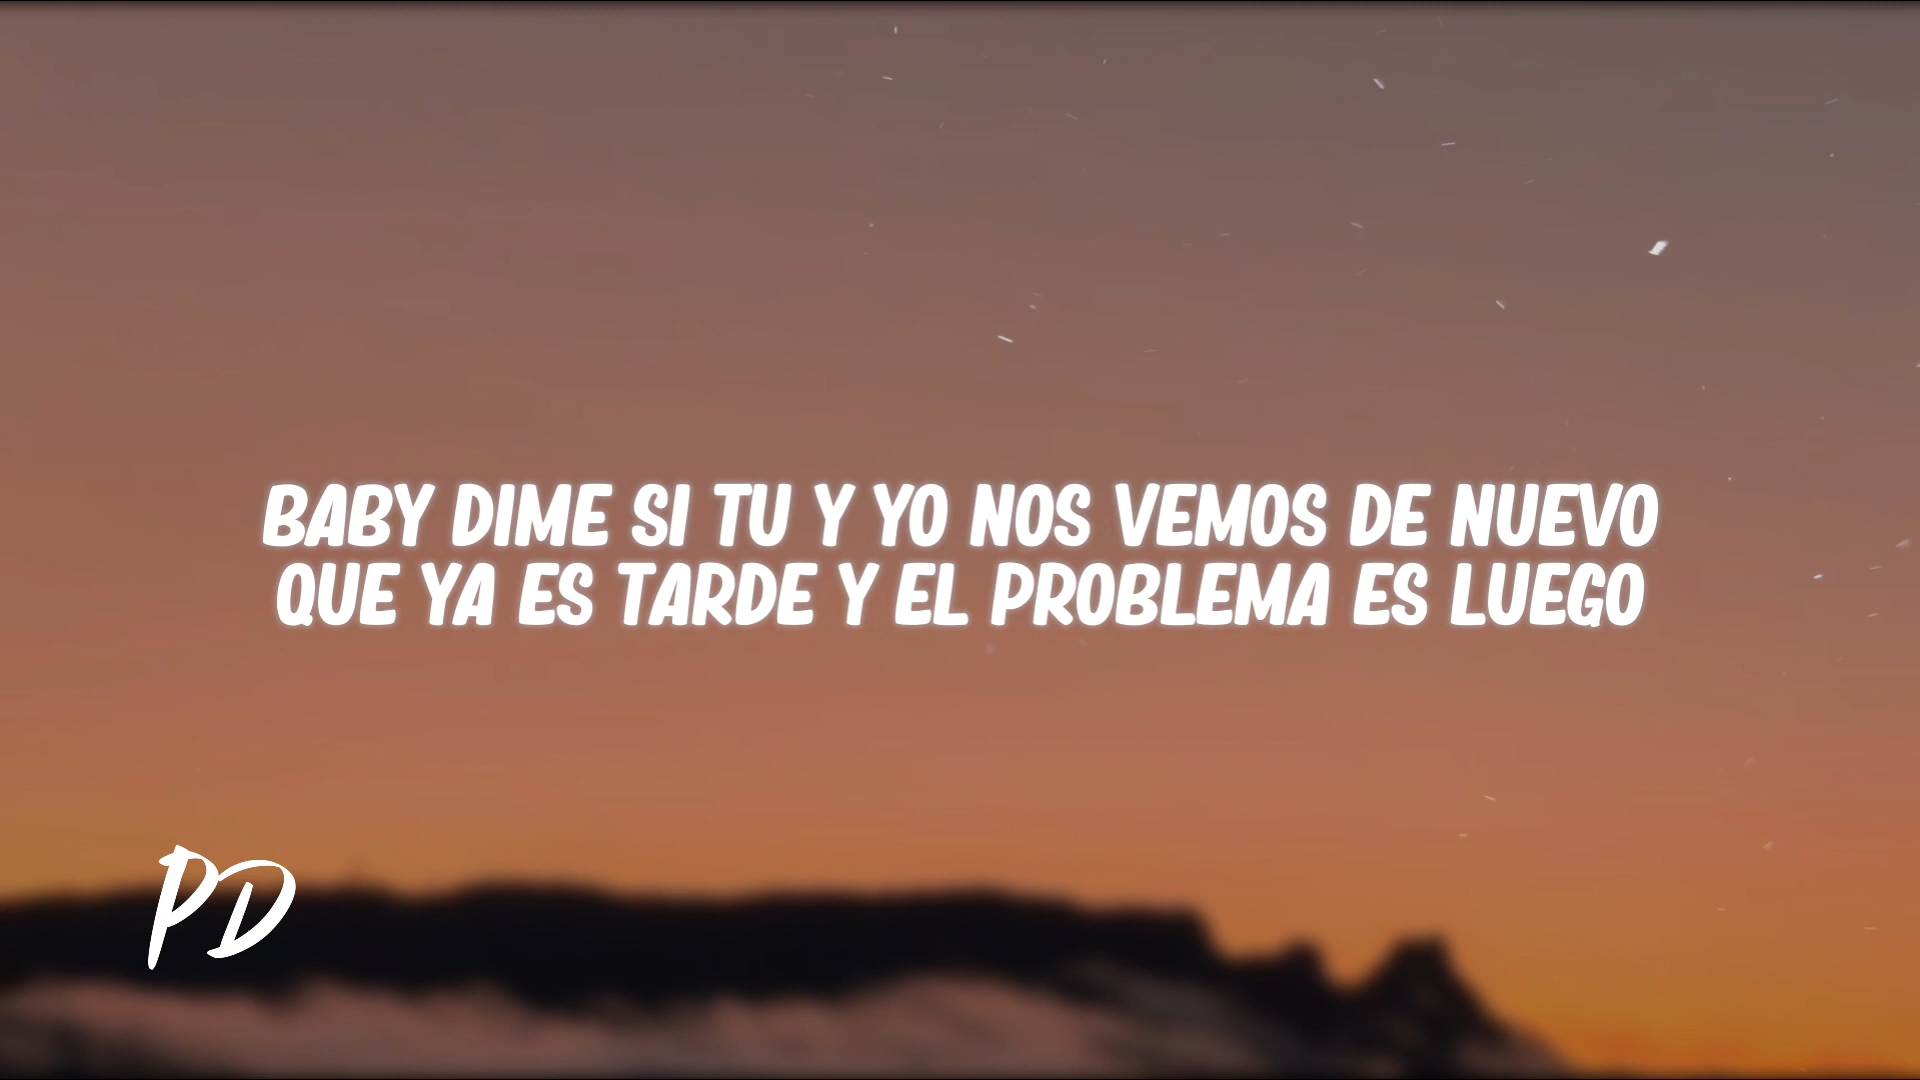 BABY DIME SI TU Y YO NOS VEMOS DE NUEVO
QUE YA ES TARDE Y EL PROBLEMA ES LUEGO
PD